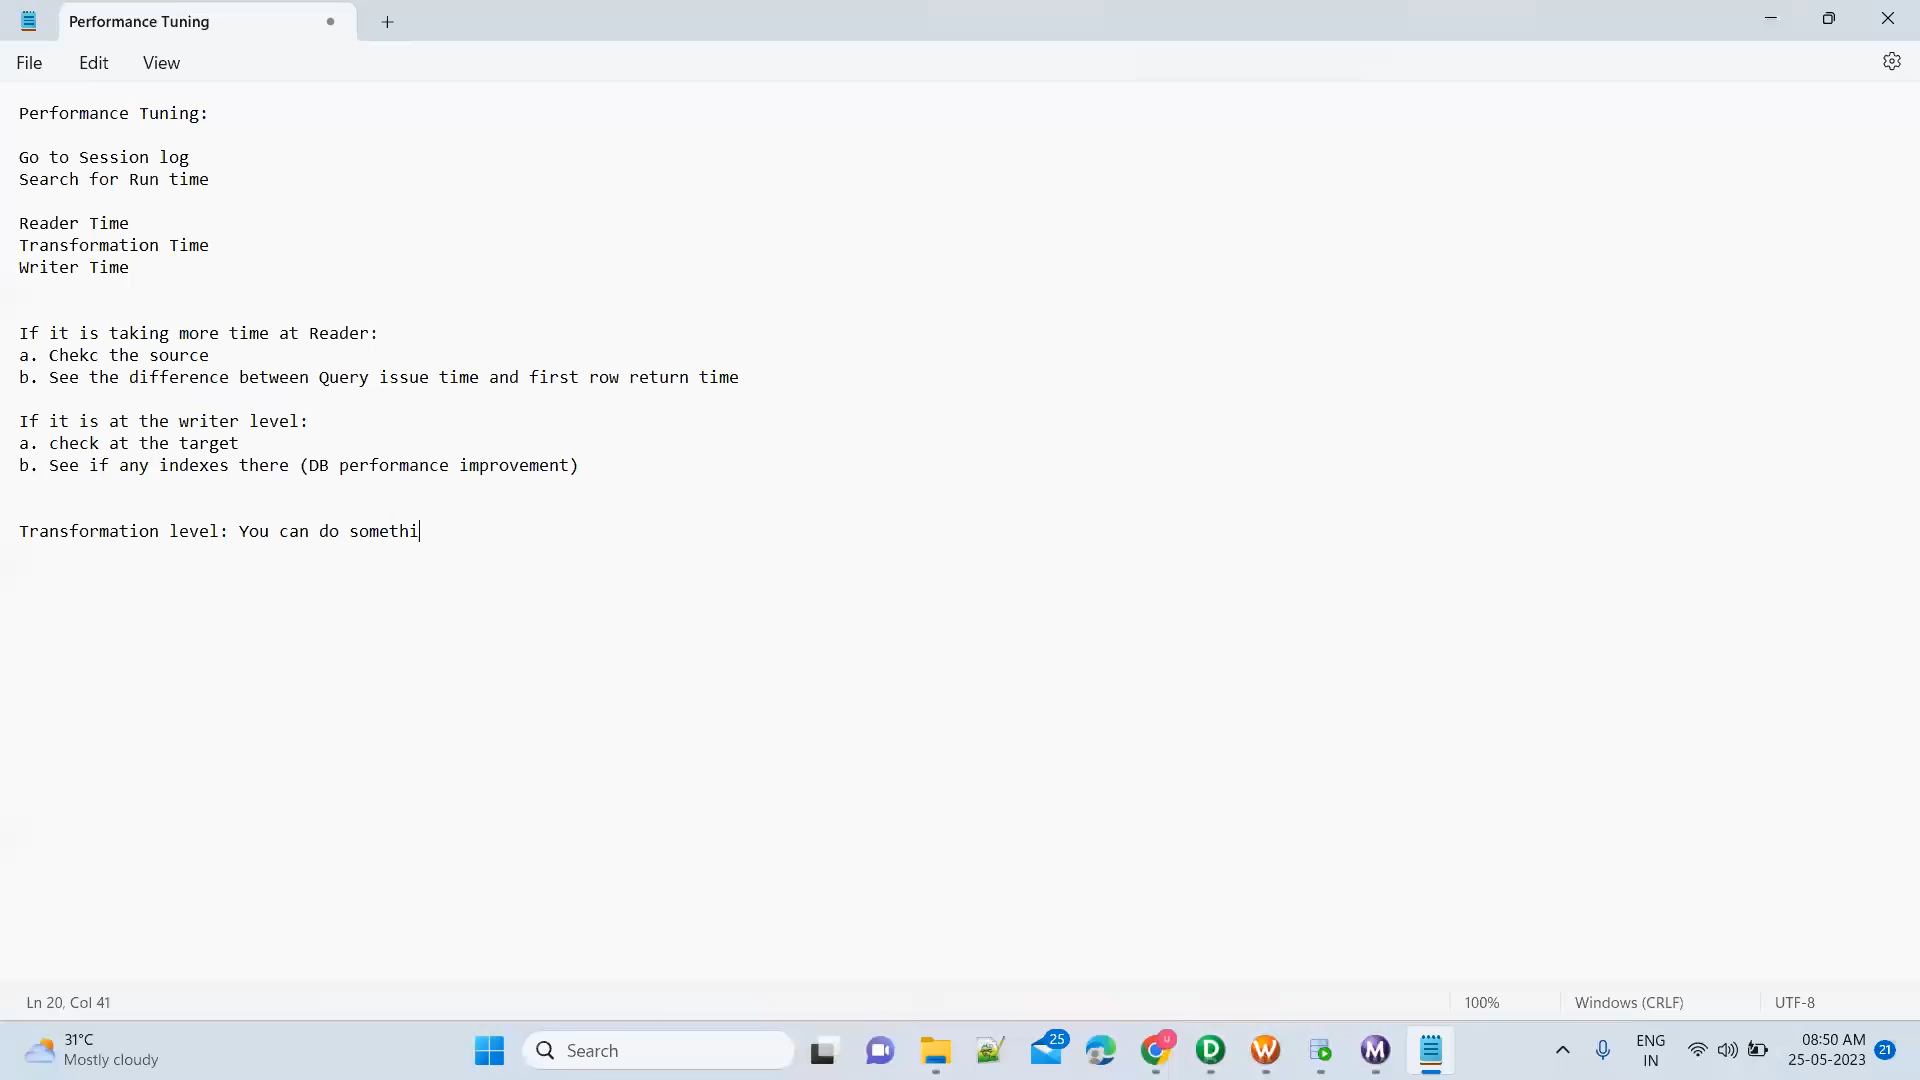 Performance Tuning
File Edit View
Performance Tuning:
Go to Session log
Search for Run time
Reader Time
Transformation Time
Writer Time
If it is taking more time at Reader:
a. Chekc the source
b. See the difference between Query issue time and first row return time
If it is at the writer level:
a. check at the target
b. See if any indexes there (DB performance improvement)
Transformation level: You can do somethi
Ln 20, Col 41 100% Windows (CRLF) UTF-8
31°C
Mostly cloudy
Search
25
U
D
W
M
ENG
IN
08:50 AM
25-05-2023
21